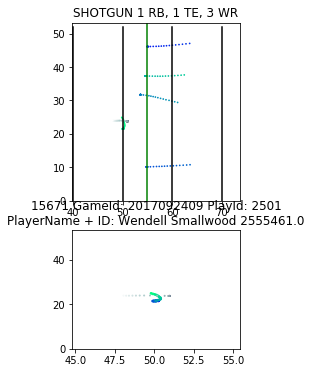 SHOTGUN 1 RB, 1 TE, 3 WR
50
40
30
20
10
0
40 50 60 70
15671 GameId: 2017092409 PlayId: 2501
PlayerName + ID: Wendell Smallwood 2555461.0
40
20
0
45.0 47.5 50.0 52.5 55.0